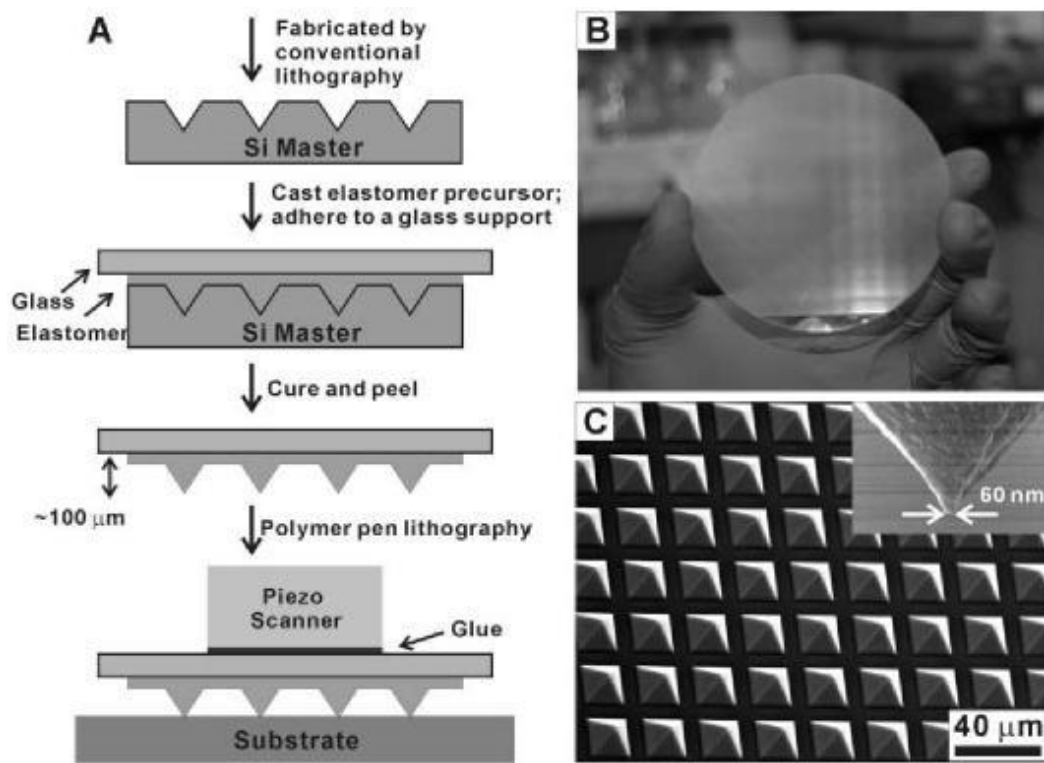 A
Fabricated by
conventional
lithography
Si Master
Cast elastomer precursor;
adhere to a glass support
Glass
Elastomer
Si Master
Cure and peel
~100 μm
Polymer pen lithography
Piezo
Scanner
Glue
Substrate
B
C
60 nm
40 μm